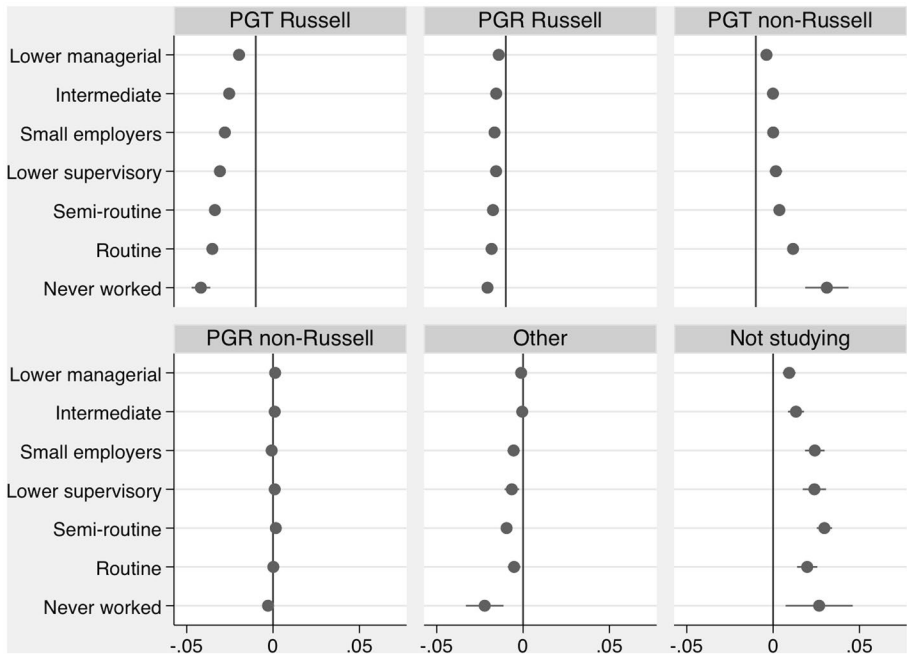 PGT Russell
PGR Russell
PGT non-Russell
Lower managerial
Intermediate
Small employers
Lower supervisory
Semi-routine
Routine
Never worked
PGR non-Russell
Other
Not studying
Lower managerial
Intermediate
Small employers
Lower supervisory
Semi-routine
Routine
Never worked
-.05 0 .05
-.05 0 .05
-.05 0 .05